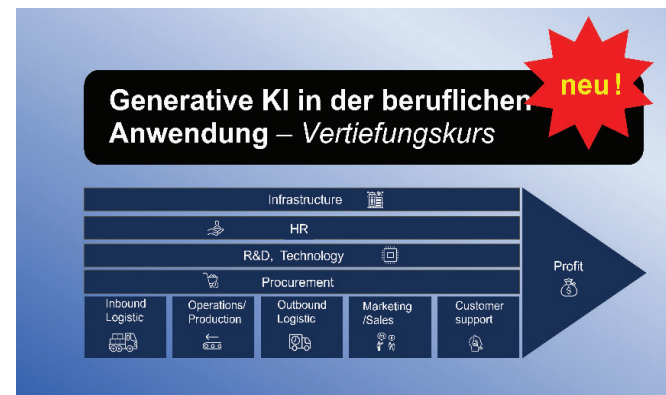 neu!
Generative KI in der beruflichen
Anwendung – Vertiefungskurs
Infrastructure
HR
R&D, Technology
Procurement
Profit
Inbound
Logistic
Operations/
Production
Outbound
Logistic
Marketing
/Sales
Customer
support